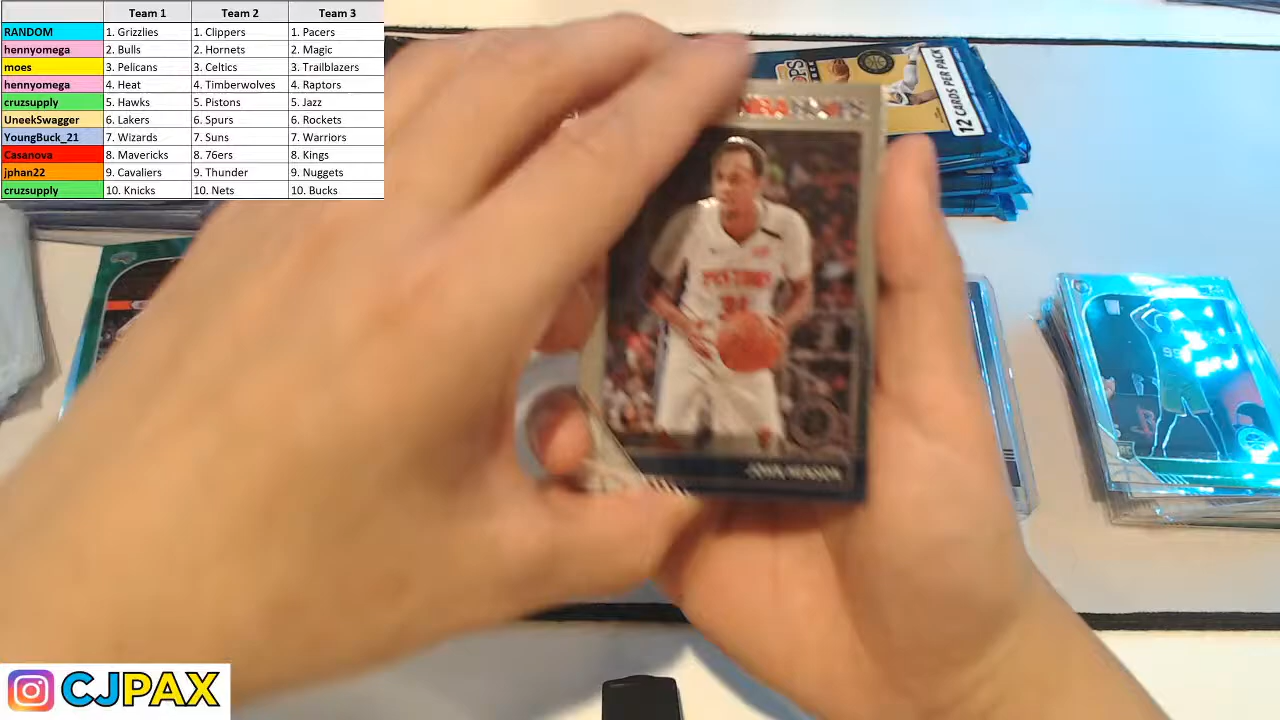 Team 1 Team 2 Team 3
RANDOM 1. Grizzlies 1. Clippers 1. Pacers
hennyomega 2. Bulls 2. Hornets 2. Magic
moes 3. Pelicans 3. Celtics 3. Trailblazers
hennyomega 4. Heat 4. Timberwolves 4. Raptors
cruzsupply 5. Hawks 5. Pistons 5. Jazz
UneekSwagger 6. Lakers 6. Spurs 6. Rockets
YoungBuck_21 7. Wizards 7. Suns 7. Warriors
Casanova 8. Mavericks 8. 76ers 8. Kings
jphan22 9. Cavaliers 9. Thunder 9. Nuggets
cruzsupply 10. Knicks 10. Nets 10. Bucks
12 CARDS PER PACK
NBA
PISTONS
99
RC
CJPAX